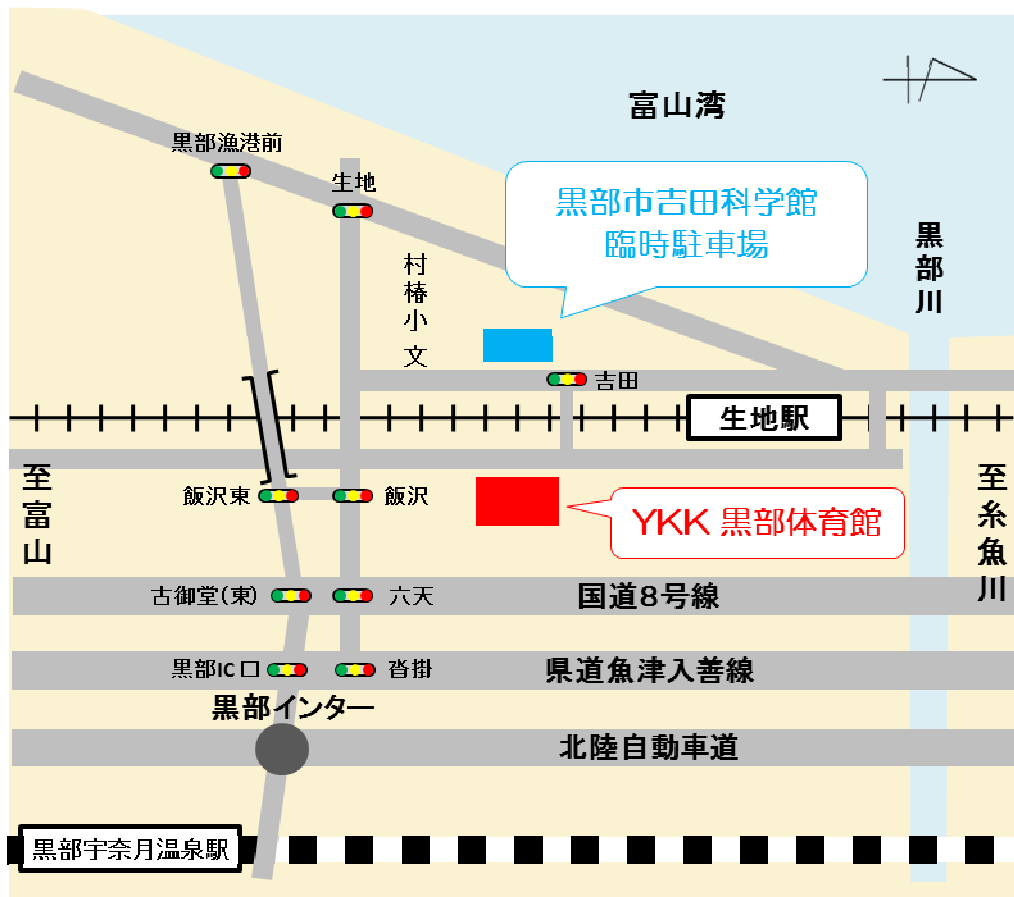 富山湾
黒部漁港前
生地
黒部市吉田科学館
臨時駐車場
黒部川
村椿小
文
吉田
生地駅
至富山
飯沢東
飯沢
YKK 黒部体育館
至糸魚川
古御堂(東)
六天
国道8号線
黒部IC口
沓掛
県道魚津入善線
黒部インター
北陸自動車道
黒部宇奈月温泉駅